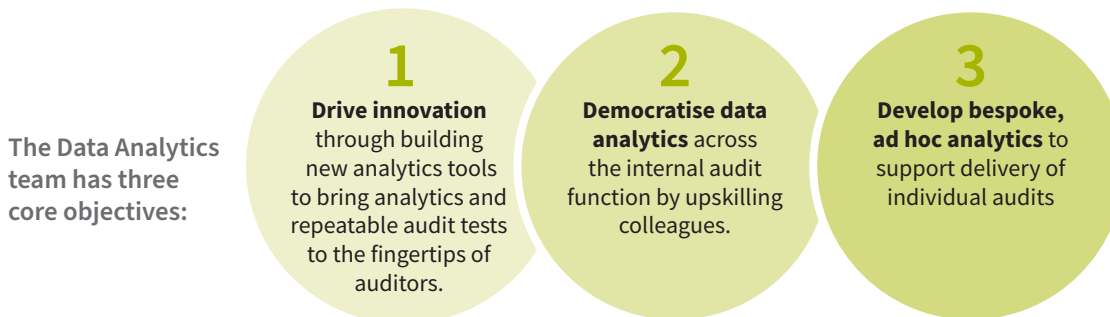 The Data Analytics
team has three
core objectives:
1
Drive innovation
through building
new analytics tools
to bring analytics and
repeatable audit tests
to the fingertips of
auditors.
2
Democratise data
analytics across
the internal audit
function by upskilling
colleagues.
3
Develop bespoke,
ad hoc analytics to
support delivery of
individual audits